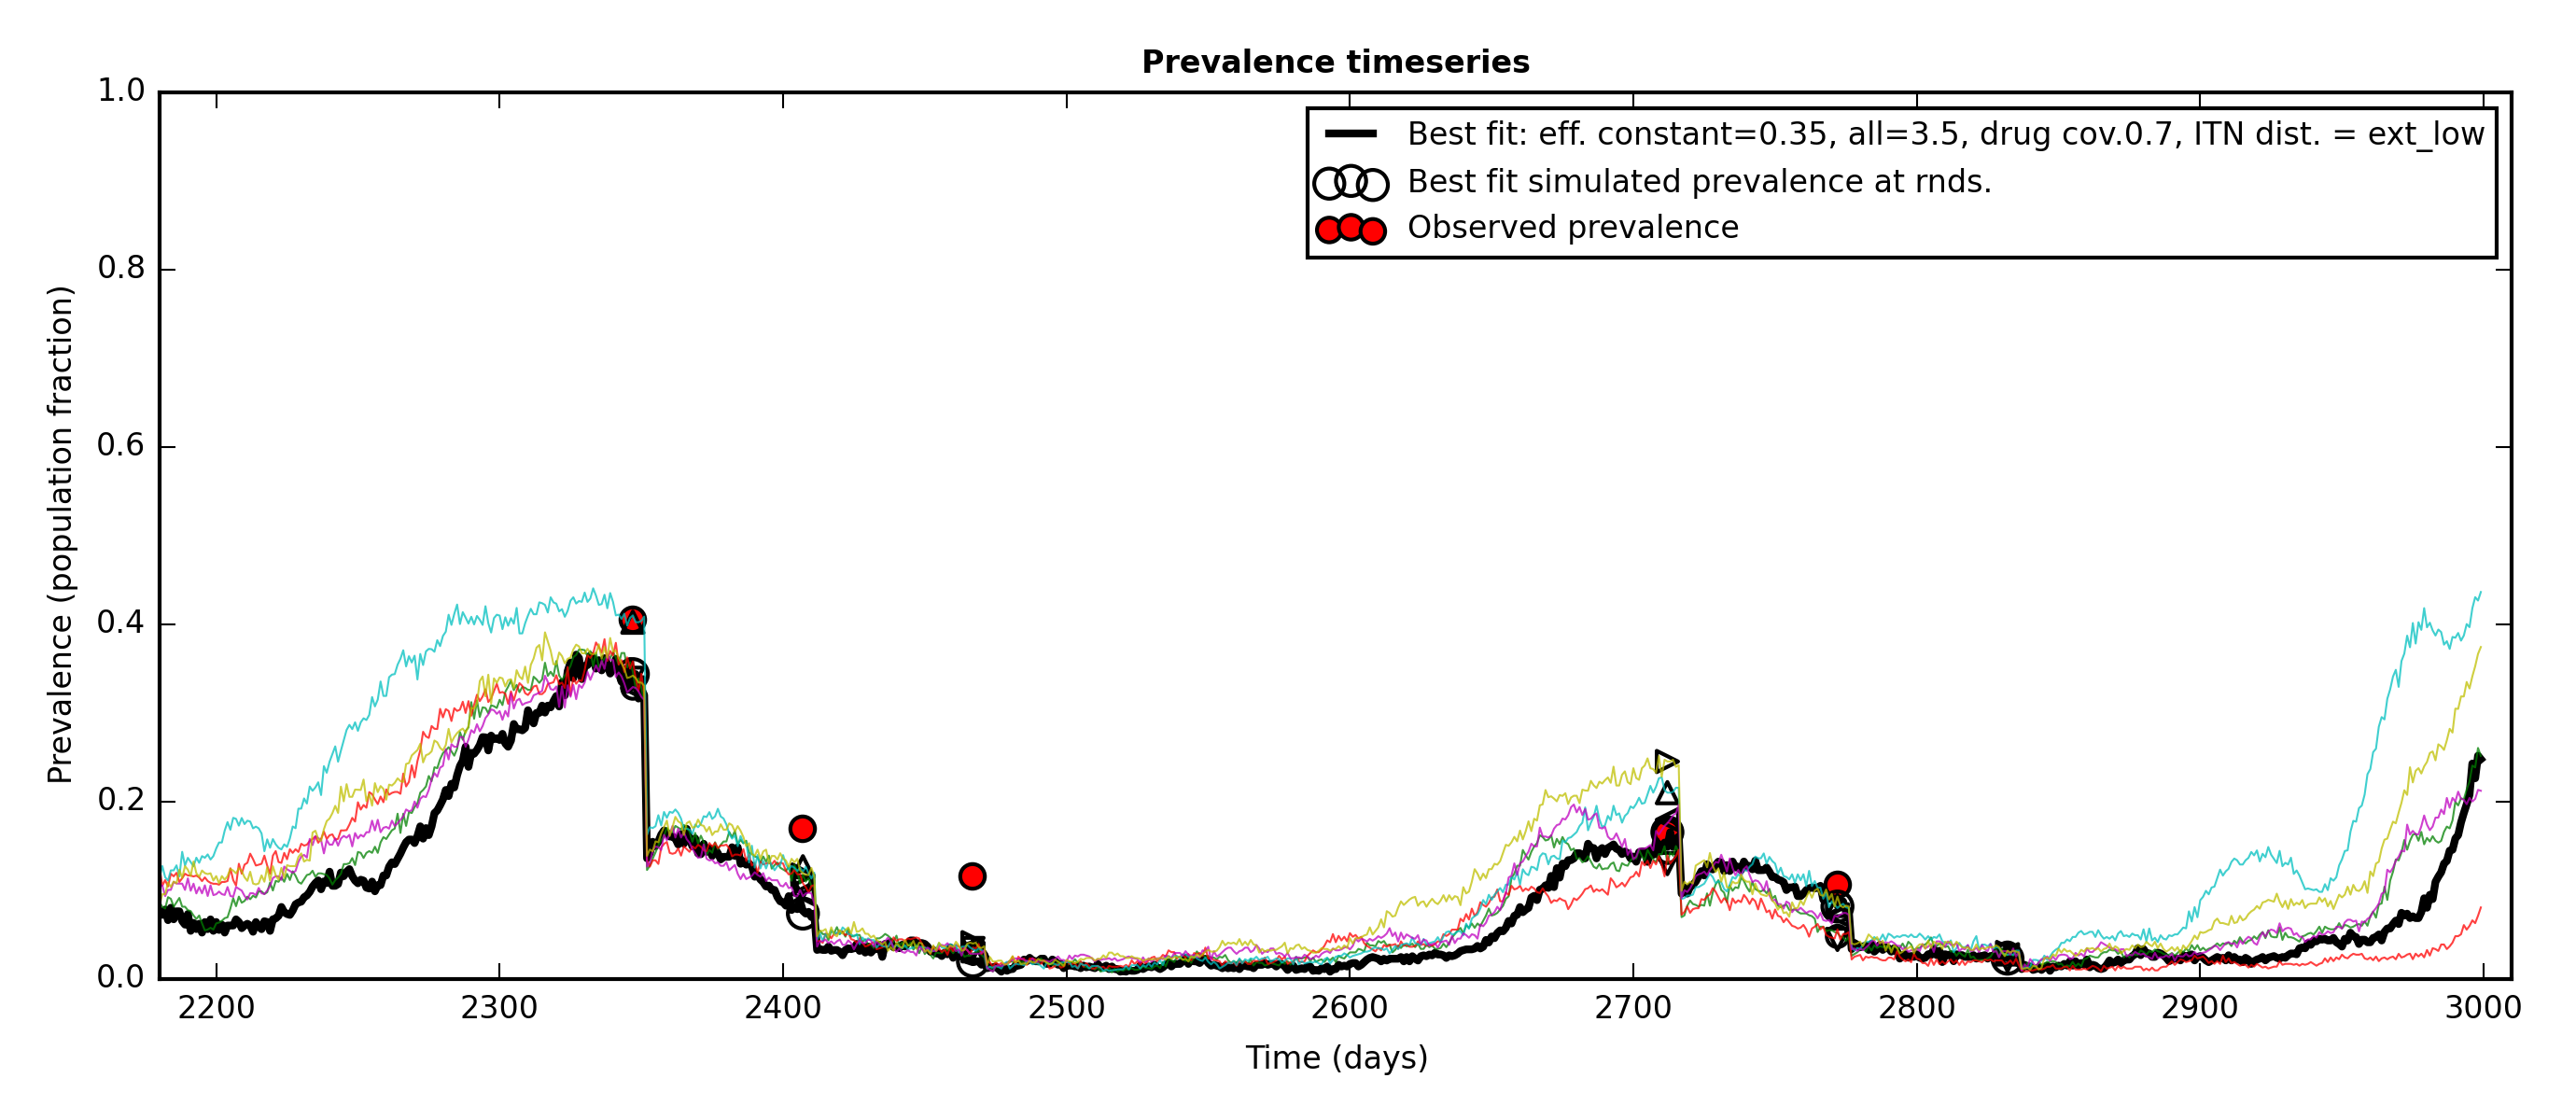 Prevalence timeseries
1.0
0.8
0.6
0.4
0.2
0.0
Prevalence (population fraction)
Best fit: eff. constant=0.35, all=3.5, drug cov.0.7, ITN dist. = ext_low
Best fit simulated prevalence at rnds.
Observed prevalence
2200 2300 2400 2500 2600 2700 2800 2900 3000
Time (days)